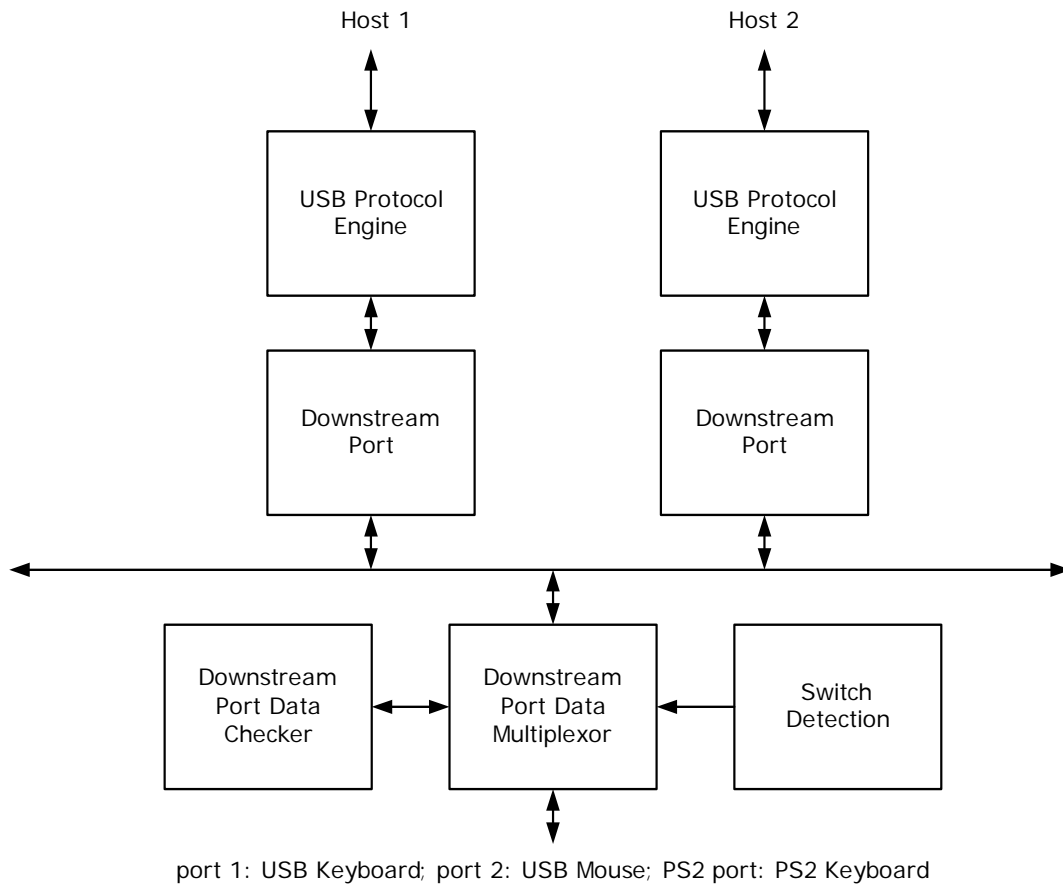 Host 1
Host 2
USB Protocol
Engine
USB Protocol
Engine
Downstream
Port
Downstream
Port
Downstream
Port Data
Checker
Downstream
Port Data
Multiplexor
Switch
Detection
port 1: USB Keyboard; port 2: USB Mouse; PS2 port: PS2 Keyboard